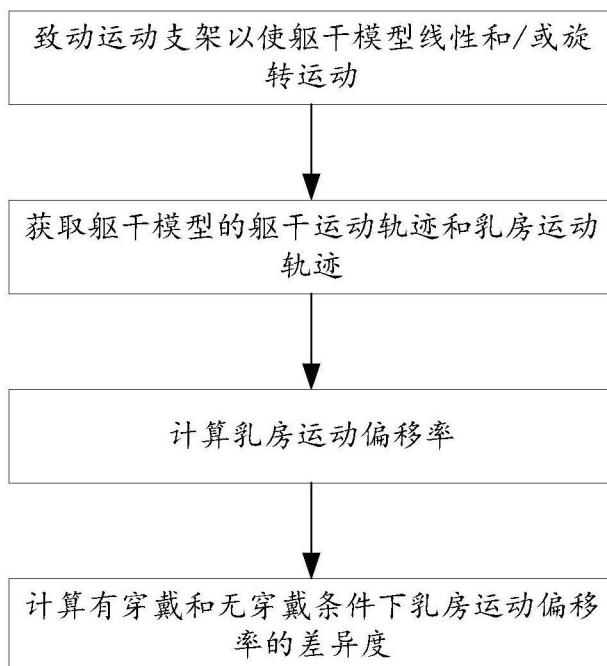 致动运动支架以使躯干模型线性和/或旋
转运动
获取躯干模型的躯干运动轨迹和乳房运动
轨迹
计算乳房运动偏移率
计算有穿戴和无穿戴条件下乳房运动偏移
率的差异度